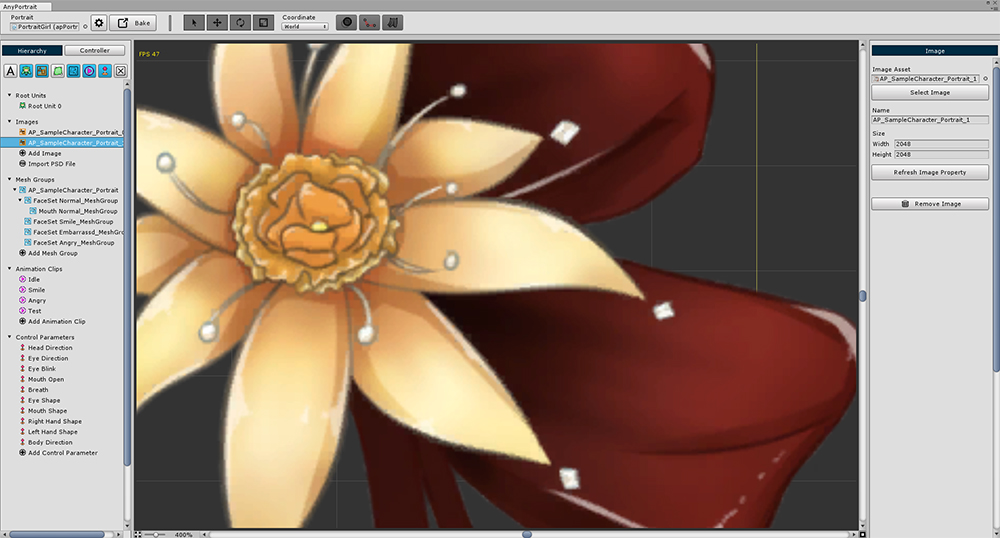 AnyPortrait
Portrait
PortraitGirl (apPortr
Bake
Coordinate
World
Hierarchy
Controller
A
Root Units
Root Unit 0
Images
AP_SampleCharacter_Portrait_
AP_SampleCharacter_Portrait_
Add Image
Import PSD File
Mesh Groups
AP_SampleCharacter_Portrait
FaceSet Normal_MeshGroup
Mouth Normal_MeshGroup
FaceSet Smile_MeshGroup
FaceSet Embarrassd_MeshGroup
FaceSet Angry_MeshGroup
Add Mesh Group
Animation Clips
Idle
Smile
Angry
Test
Add Animation Clip
Control Parameters
Head Direction
Eye Direction
Eye Blink
Mouth Open
Breath
Eye Shape
Mouth Shape
Right Hand Shape
Left Hand Shape
Body Direction
Add Control Parameter
FPS 47
400%
Image
Image Asset
AP_SampleCharacter_Portrait_1
Select Image
Name
AP_SampleCharacter_Portrait_1
Size
Width 2048
Height 2048
Refresh Image Property
Remove Image